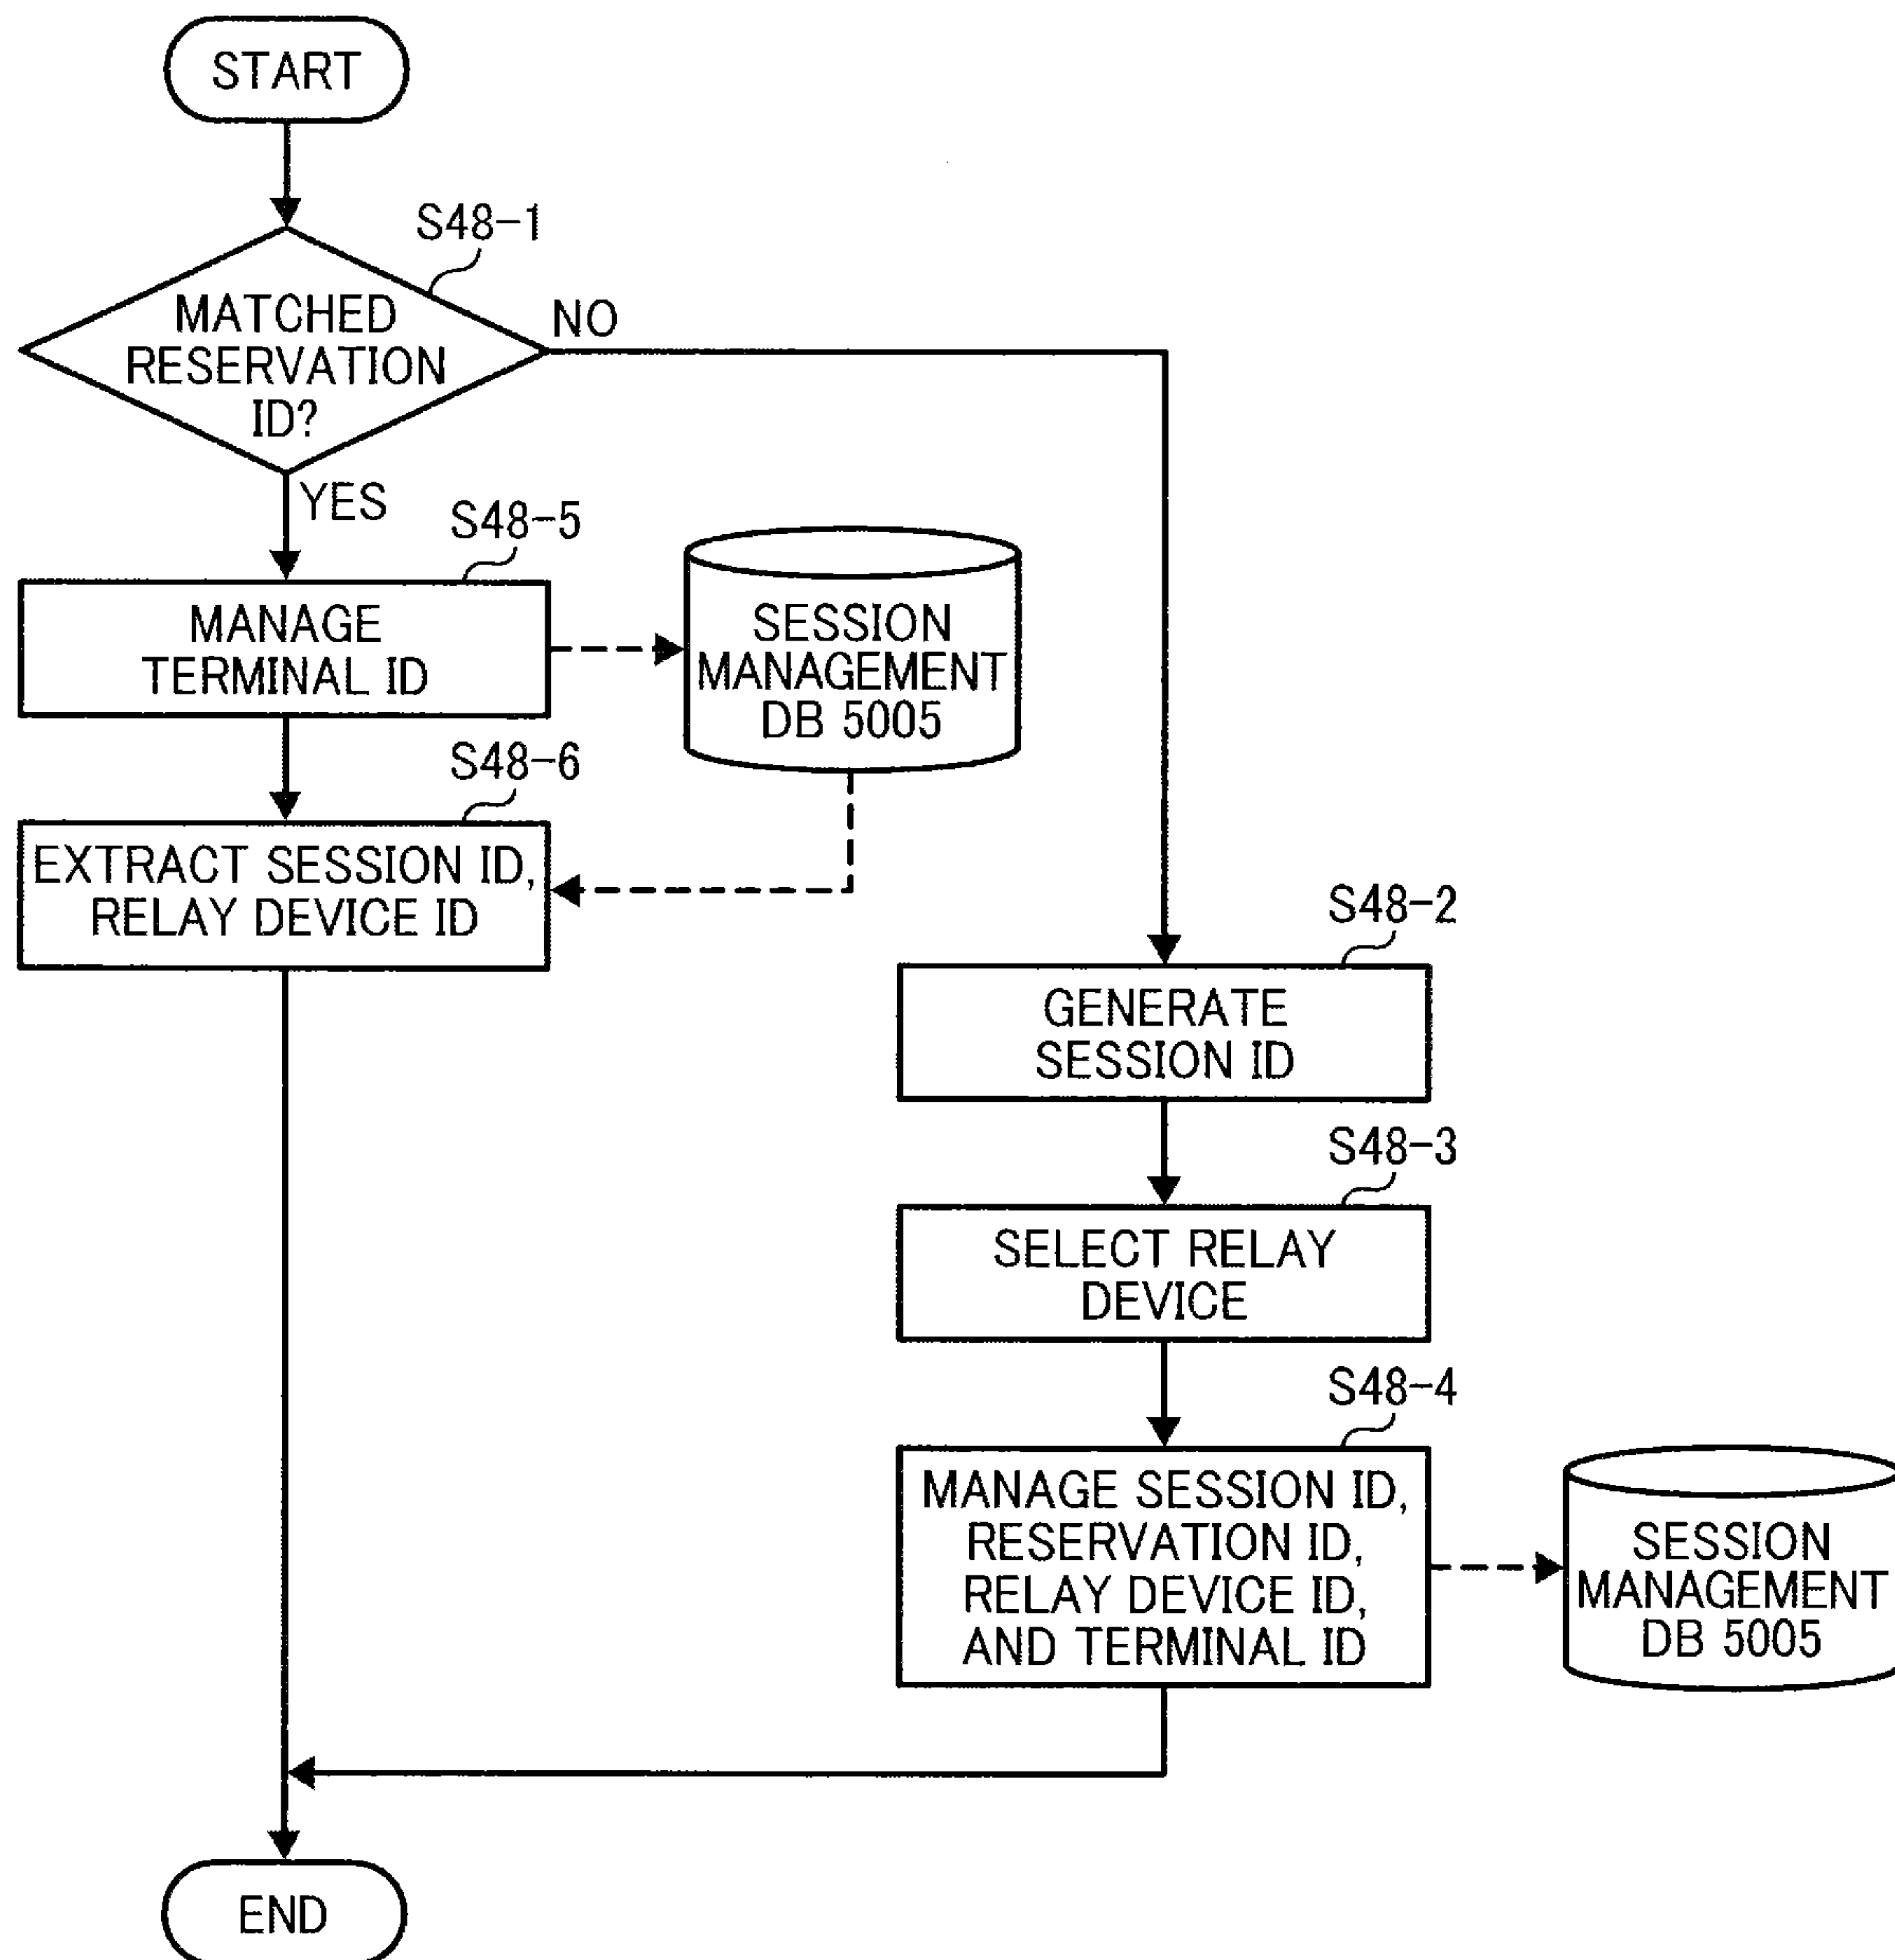 START
S48-1
MATCHED
RESERVATION
ID?
NO
YES
S48-5
MANAGE
TERMINAL ID
SESSION
MANAGEMENT
DB 5005
S48-6
EXTRACT SESSION ID,
RELAY DEVICE ID
S48-2
GENERATE
SESSION ID
S48-3
SELECT RELAY
DEVICE
S48-4
MANAGE SESSION ID,
RESERVATION ID,
RELAY DEVICE ID,
AND TERMINAL ID
SESSION
MANAGEMENT
DB 5005
END